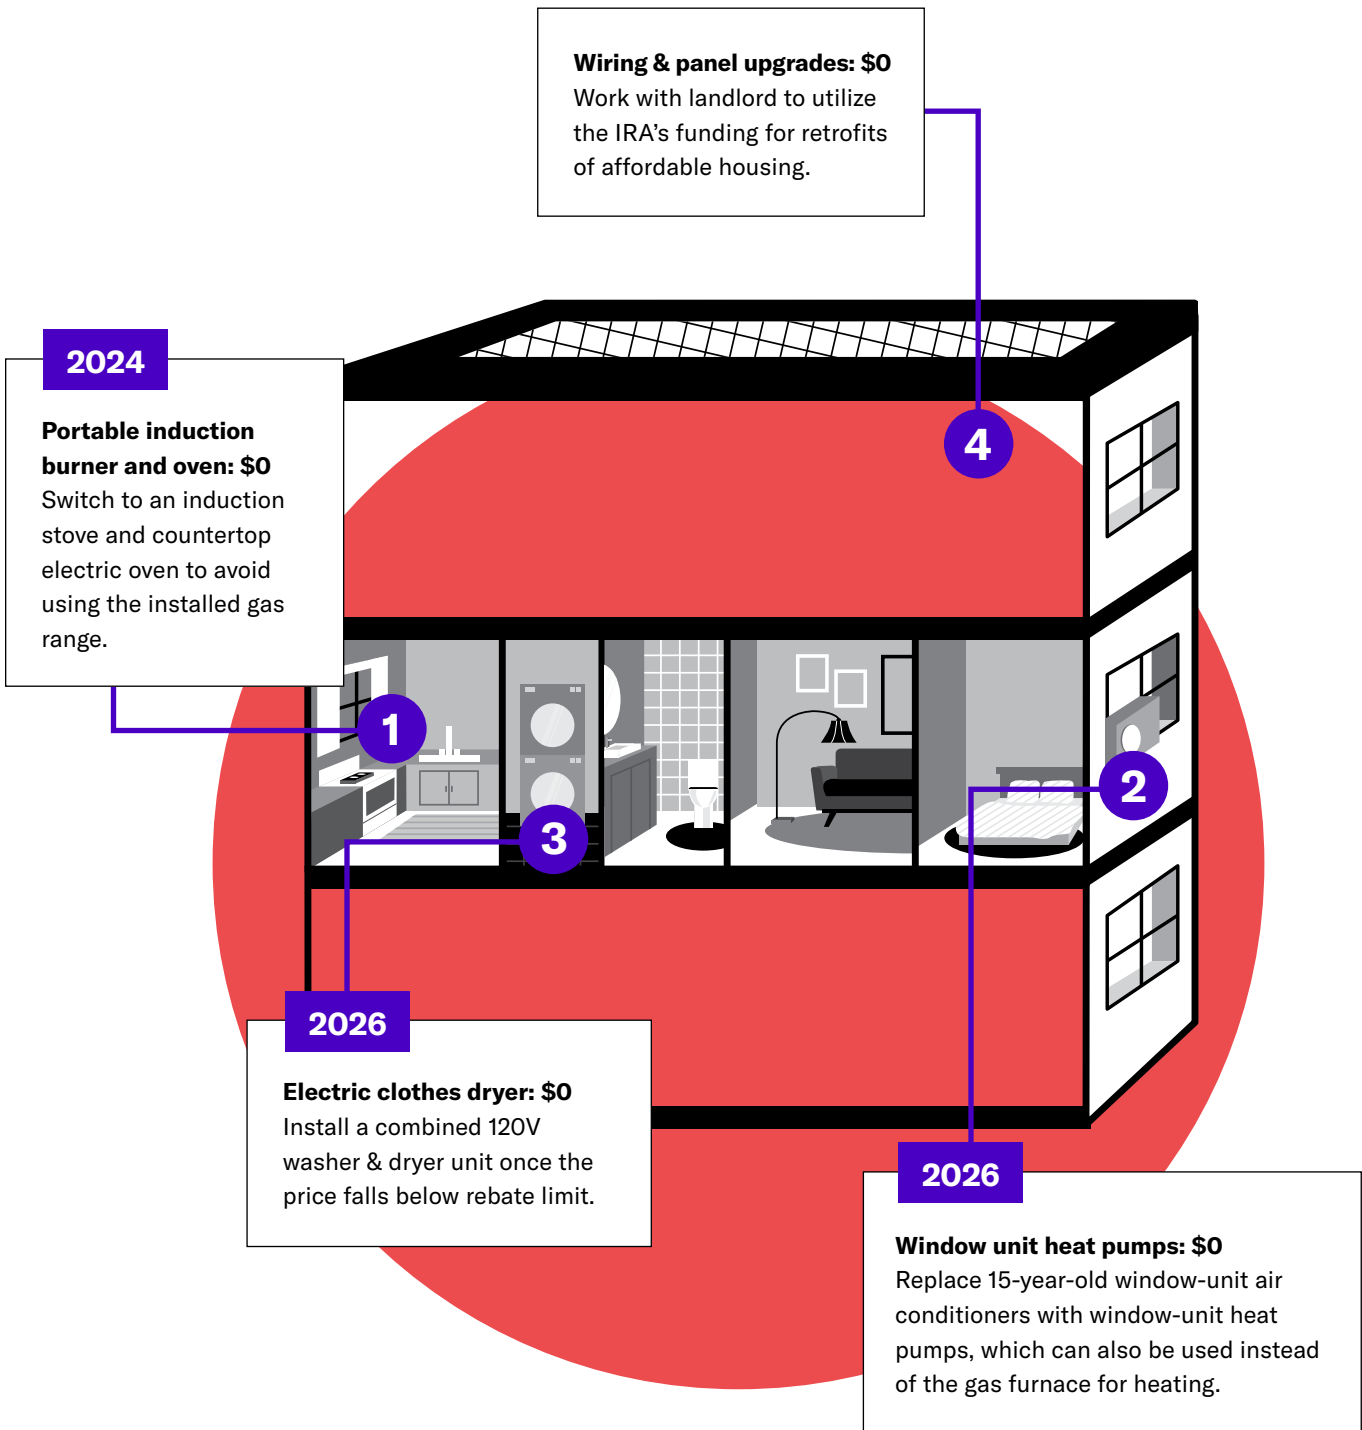 Wiring & panel upgrades: $0
Work with landlord to utilize
the IRA’s funding for retrofits
of affordable housing.
4
2024
Portable induction
burner and oven: $0
Switch to an induction
stove and countertop
electric oven to avoid
using the installed gas
range.
1
2
3
2026
Electric clothes dryer: $0
Install a combined 120V
washer & dryer unit once the
price falls below rebate limit.
2026
Window unit heat pumps: $0
Replace 15-year-old window-unit air
conditioners with window-unit heat
pumps, which can also be used instead
of the gas furnace for heating.